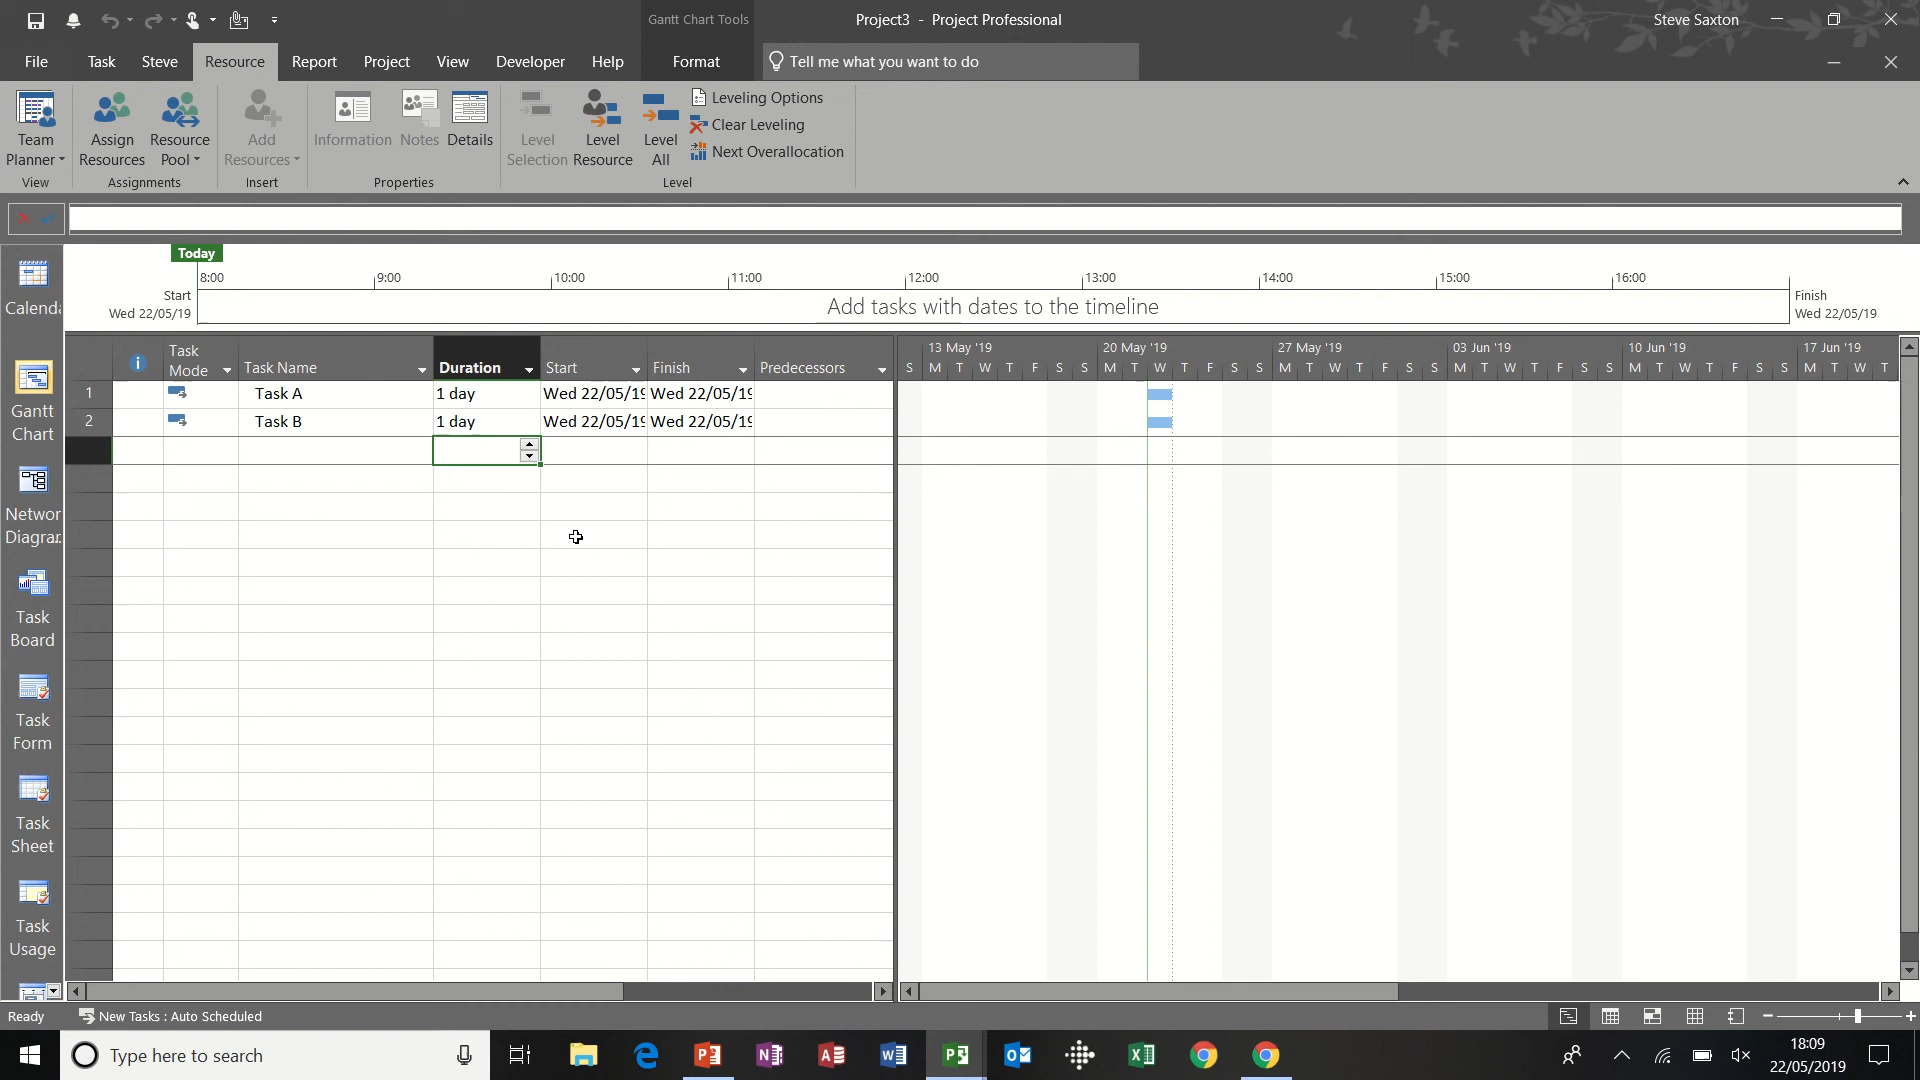 Gantt Chart Tools
Project3 - Project Professional
Steve Saxton
File
Task
Steve
Resource
Report
Project
View
Developer
Help
Format
Tell me what you want to do
Team
Planner
Assign
Resources
Resource
Pool
Add
Resources
Information
Notes
Details
Level
Selection
Level
Resource
Level
All
Leveling Options
Clear Leveling
Next Overallocation
View
Assignments
Insert
Properties
Level
Today
8:00
9:00
10:00
11:00
12:00
13:00
14:00
15:00
16:00
Start
Wed 22/05/19
Add tasks with dates to the timeline
Finish
Wed 22/05/19
Calenda
Gantt
Chart
Networ
Diagrar
Task
Board
Task
Form
Task
Sheet
Task
Usage
Task
Mode
Task Name
Duration
Start
Finish
Predecessors
1
Task A
1 day
Wed 22/05/19
Wed 22/05/19
2
Task B
1 day
Wed 22/05/19
Wed 22/05/19
13 May '19
20 May '19
27 May '19
03 Jun '19
10 Jun '19
17 Jun '19
S M T W T F S S M T W T F S S M T W T F S S M T W T F S S M T W T F S S M T W T
Ready
New Tasks : Auto Scheduled
Type here to search
18:09
22/05/2019